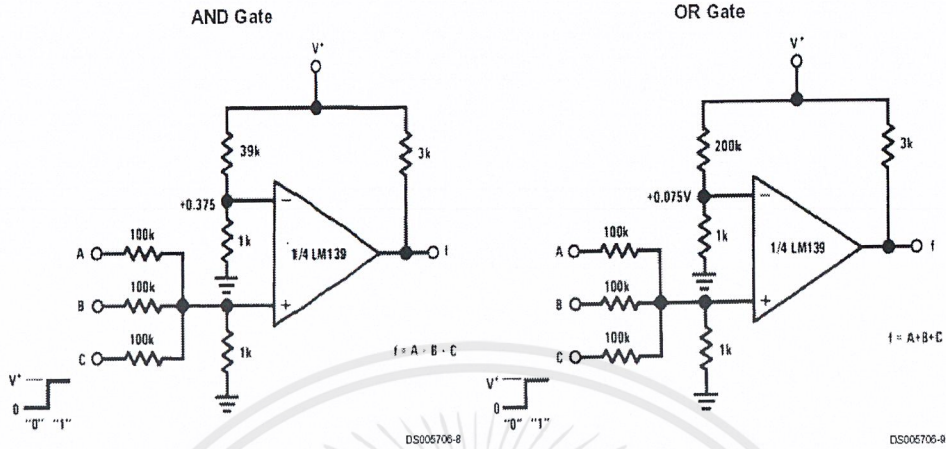 AND Gate
V⁺
39k
3k
+0.375
1k
1/4 LM139
f
A
100k
B
100k
C
100k
1k
f = A · B · C
V⁺
0
"0" "1"
DS005706-8
OR Gate
V⁺
200k
3k
+0.075V
1k
1/4 LM139
f
A
100k
B
100k
C
100k
1k
f = A+B+C
V⁺
0
"0" "1"
DS005706-9